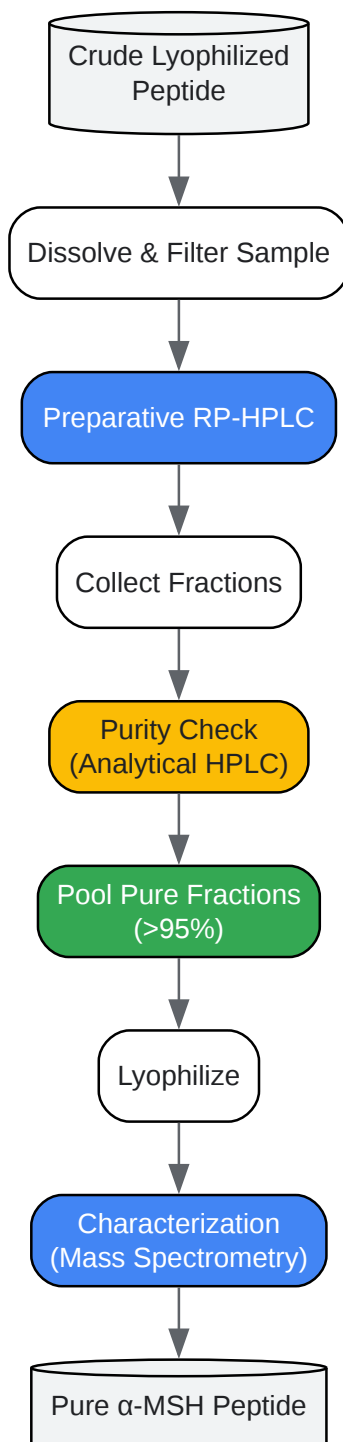 Crude Lyophilized
Peptide
Dissolve & Filter Sample
Preparative RP-HPLC
Collect Fractions
Purity Check
(Analytical HPLC)
Pool Pure Fractions
(>95%)
Lyophilize
Characterization
(Mass Spectrometry)
Pure α-MSH Peptide